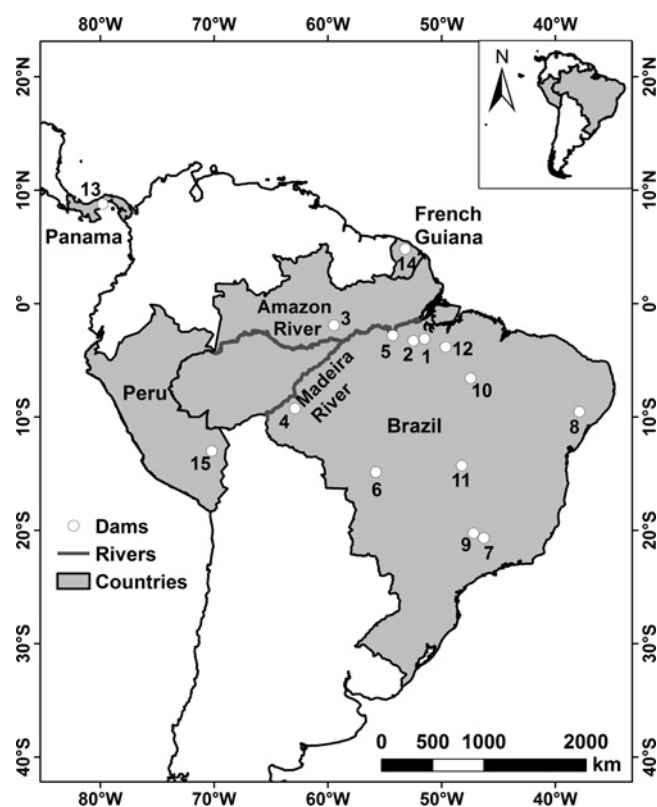 80°W 70°W 60°W 50°W 40°W
20°N
10°N
0°
10°S
20°S
30°S
40°S
N
13
Panama
French
Guiana
14
Amazon
River
3
5
2
1
12
Madeira
River
4
10
Peru
Brazil
8
15
6
11
9
7
Dams
Rivers
Countries
0 500 1000 2000
km
20°N
10°N
0°
10°S
20°S
30°S
40°S
80°W 70°W 60°W 50°W 40°W